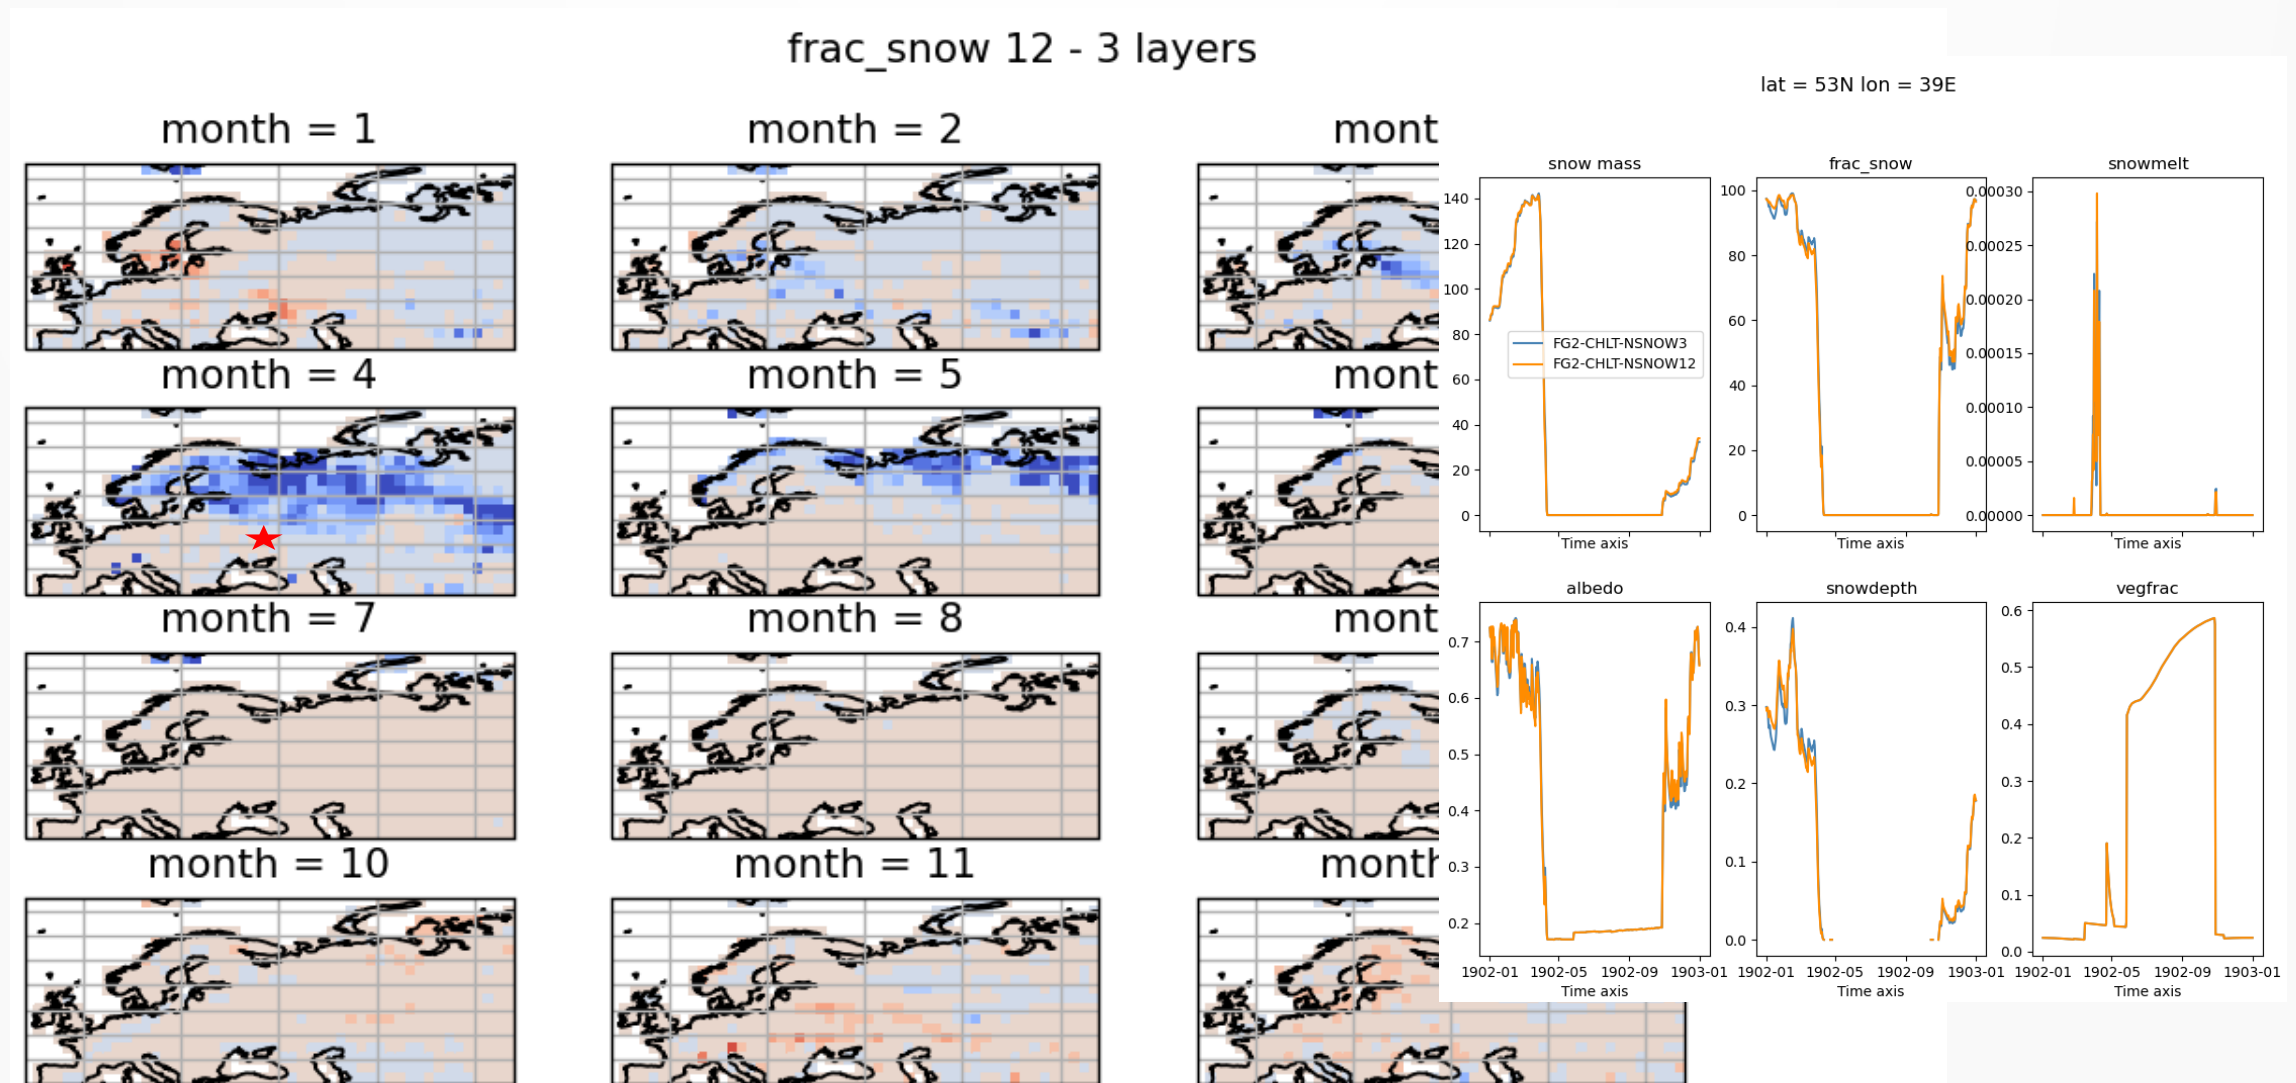 frac_snow 12 - 3 layers
month = 1
month = 2
mont
month = 4
month = 5
mont
month = 7
month = 8
mont
month = 10
month = 11
month
lat = 53N lon = 39E
snow mass
140
120
100
80
60
40
20
0
FG2-CHLT-NSNOW3
FG2-CHLT-NSNOW12
Time axis
frac_snow
100
80
60
40
20
0
Time axis
snowmelt
0.00030
0.00025
0.00020
0.00015
0.00010
0.00005
0.00000
Time axis
albedo
0.7
0.6
0.5
0.4
0.3
0.2
1902-01 1902-05 1902-09 1903-01
Time axis
snowdepth
0.4
0.3
0.2
0.1
0.0
1902-01 1902-05 1902-09 1903-01
Time axis
vegfrac
0.6
0.5
0.4
0.3
0.2
0.1
0.0
1902-01 1902-05 1902-09 1903-01
Time axis